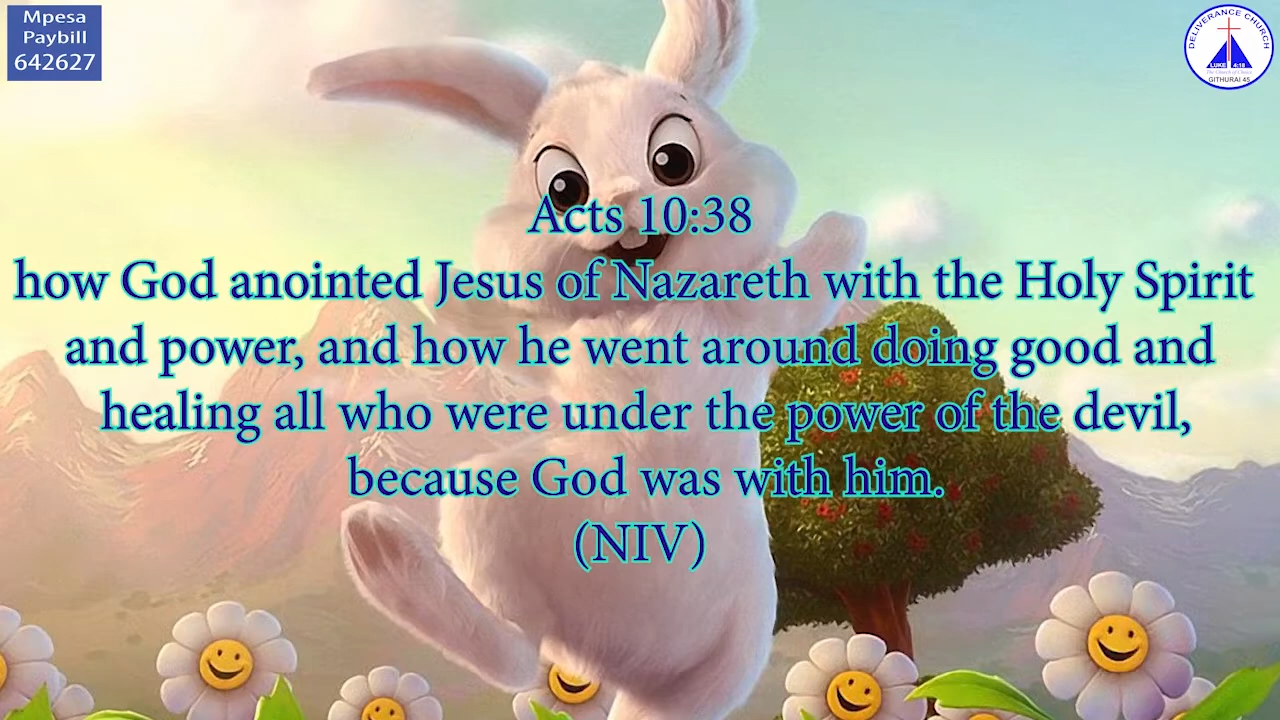 Mpesa
Paybill
642627
DELIVERANCE CHURCH
LUKE 4:18
GITHURAI 45
Acts 10:38
how God anointed Jesus of Nazareth with the Holy Spirit
and power, and how he went around doing good and
healing all who were under the power of the devil,
because God was with him.
(NIV)